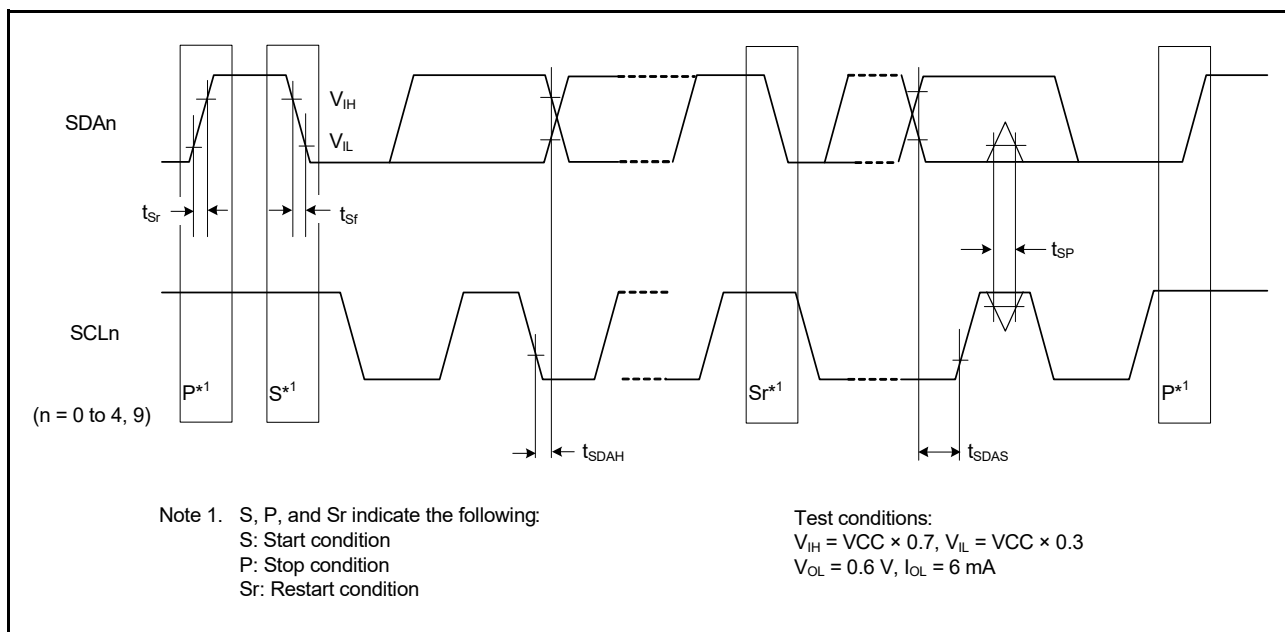 V_IH
SDAn
V_IL
t_Sr
t_Sf
t_SP
SCLn
P*1
S*1
Sr*1
P*1
(n = 0 to 4, 9)
t_SDAH
t_SDAS
Note 1. S, P, and Sr indicate the following:
S: Start condition
P: Stop condition
Sr: Restart condition
Test conditions:
V_IH = VCC × 0.7, V_IL = VCC × 0.3
V_OL = 0.6 V, I_OL = 6 mA